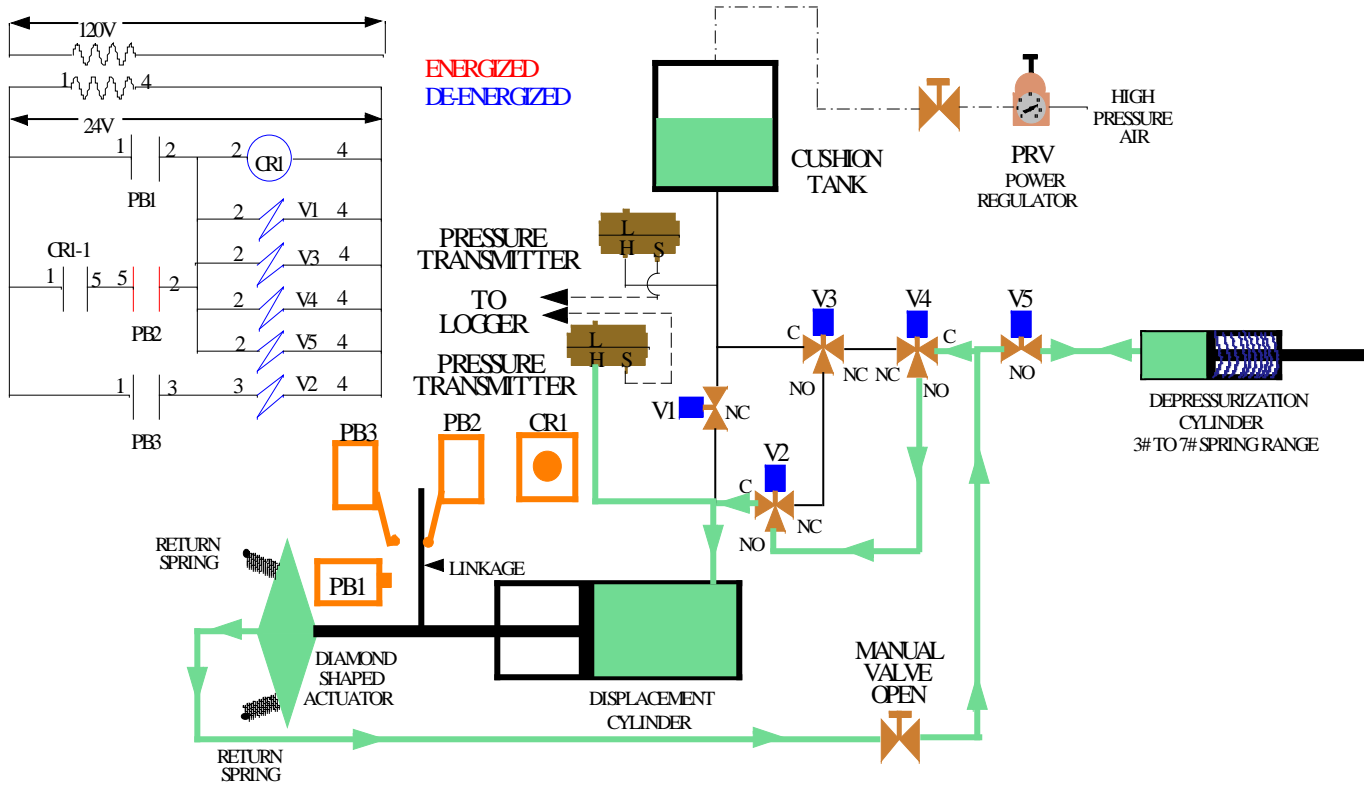 120V
1 4
24V
1 2 2 CR1 4
PB1
2 V1 4
CR1-1
2 V3 4
1 5 5 2
2 V4 4
PB2
2 V5 4
1 3 3 V2 4
PB3
ENERGIZED
DE-ENERGIZED
CUSHION
TANK
PRV
POWER
REGULATOR
HIGH
PRESSURE
AIR
PRESSURE
TRANSMITTER
L
H S
TO
LOGGER
L
H S
PRESSURE
TRANSMITTER
V3
C
NO
NC
V4
C
NC
NO
V5
NO
DEPRESSURIZATION
CYLINDER
3# TO 7# SPRING RANGE
V1
NC
V2
C
NC
NO
PB3
PB2
CR1
RETURN
SPRING
PB1
LINKAGE
DIAMOND
SHAPED
ACTUATOR
DISPLACEMENT
CYLINDER
MANUAL
VALVE
OPEN
RETURN
SPRING